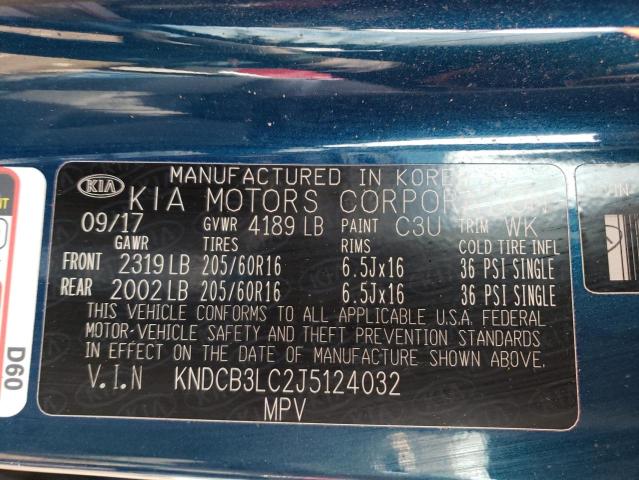 MANUFACTURED IN KOREA
KIA KIA MOTORS CORPORATION
09/17 GVWR 4189 LB PAINT C3U TRIM WK
GAWR TIRES RIMS COLD TIRE INFL
FRONT 2319 LB 205/60R16 6.5Jx16 36 PSI SINGLE
REAR 2002 LB 205/60R16 6.5Jx16 36 PSI SINGLE
THIS VEHICLE CONFORMS TO ALL APPLICABLE U.S.A. FEDERAL
MOTOR-VEHICLE SAFETY AND THEFT PREVENTION STANDARDS
IN EFFECT ON THE DATE OF MANUFACTURE SHOWN ABOVE.
V.I.N KNDCB3LC2J5124032
MPV
D60